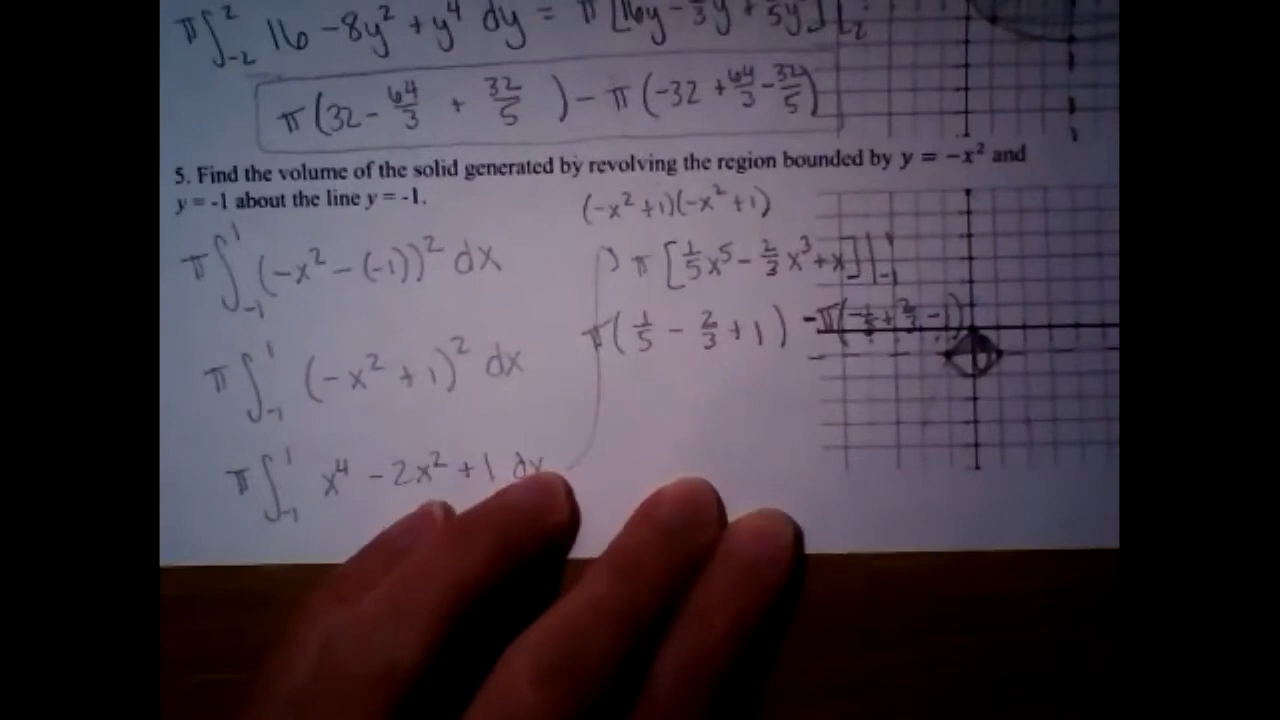 π∫₋₂² 16 - 8y² + y⁴ dy = π [16y -
π(32 - 64/3 + 32/5) - π(-32 + 64/3 - 32/5)
5. Find the volume of the solid generated by revolving the region bounded by y = -x² and
y = -1 about the line y = -1.
(-x²+1)(-x²+1)
π∫₋₁¹ (-x² - (-1))² dx
π [1/5 x⁵ - 2/3 x³ + x]|₋₁¹
π(1/5 - 2/3 + 1) - π(-1/5 + 2/3 - 1)
π∫₋₁¹ (-x² + 1)² dx
π∫₋₁¹ x⁴ - 2x² + 1 dx